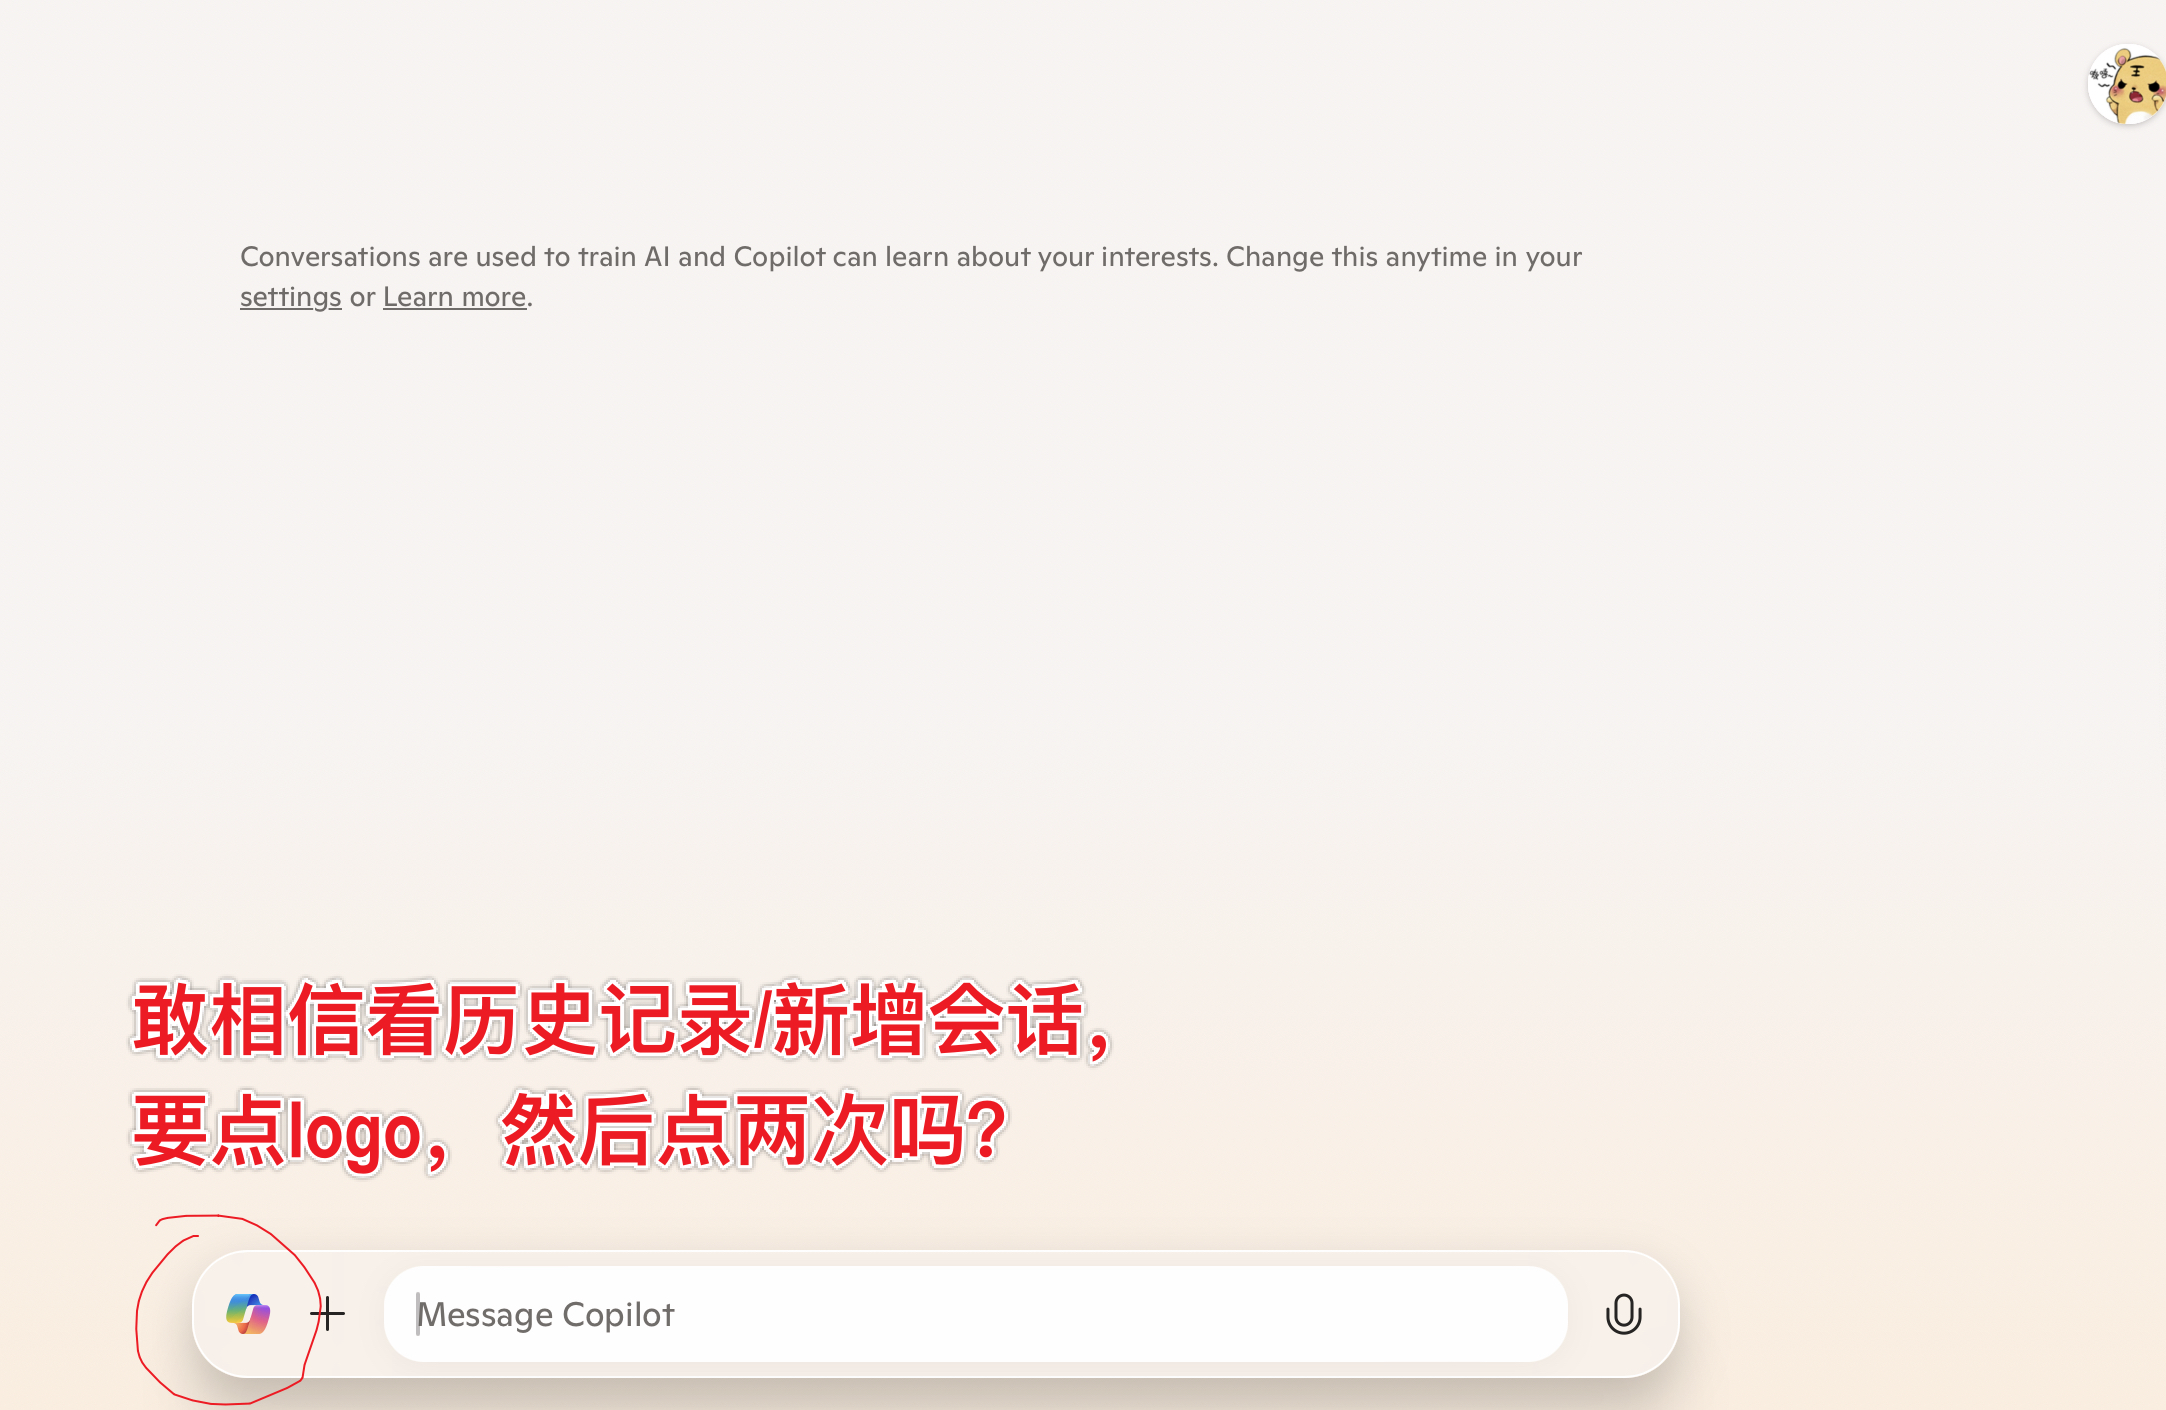 Conversations are used to train AI and Copilot can learn about your interests. Change this anytime in your
settings or Learn more.
敢相信看历史记录/新增会话，
要点logo，然后点两次吗？
Message Copilot